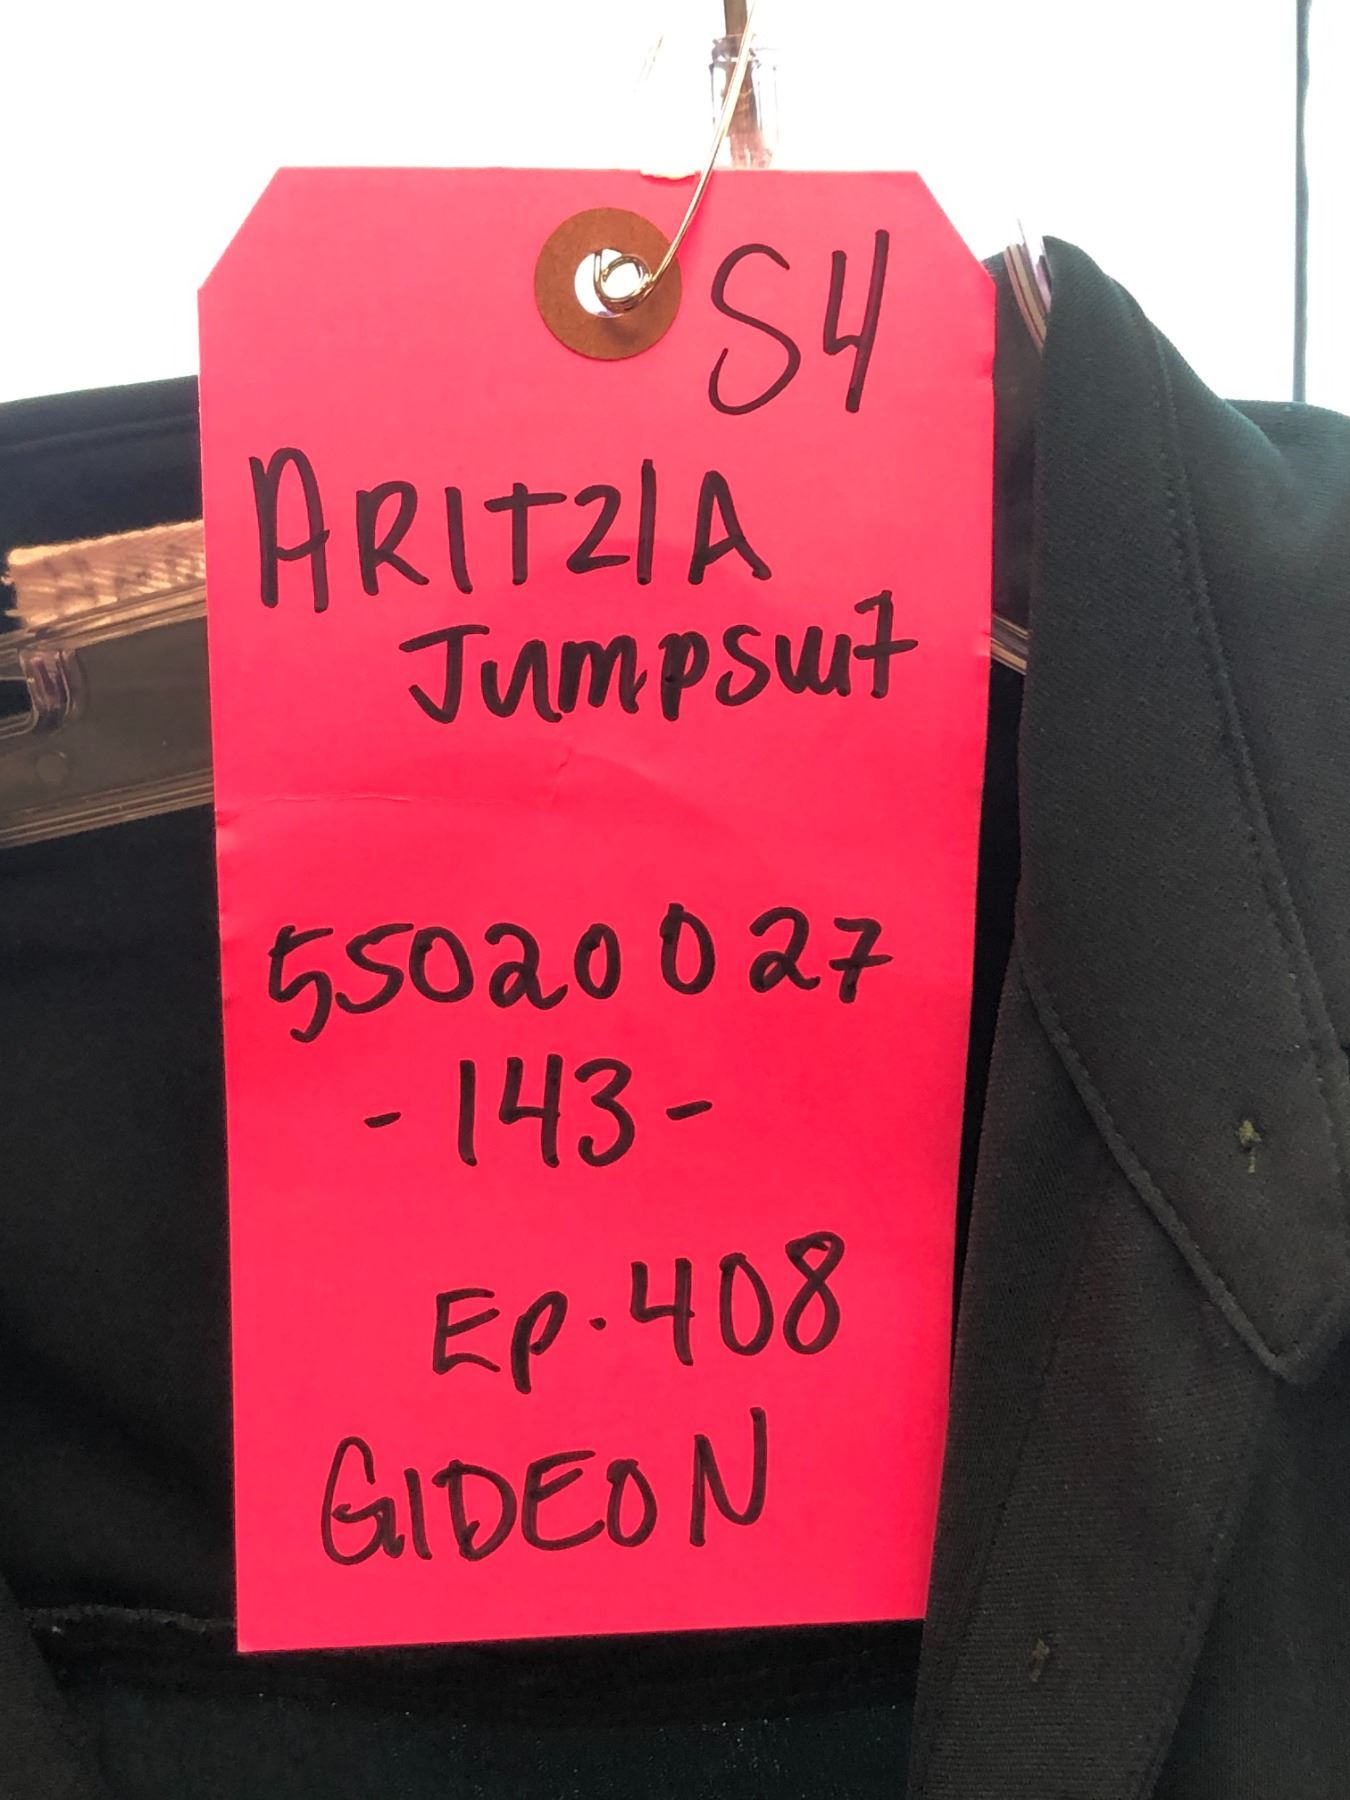 S4
ARITZIA
Jumpsuit
55020027
- 143 -
Ep. 408
GIDEON